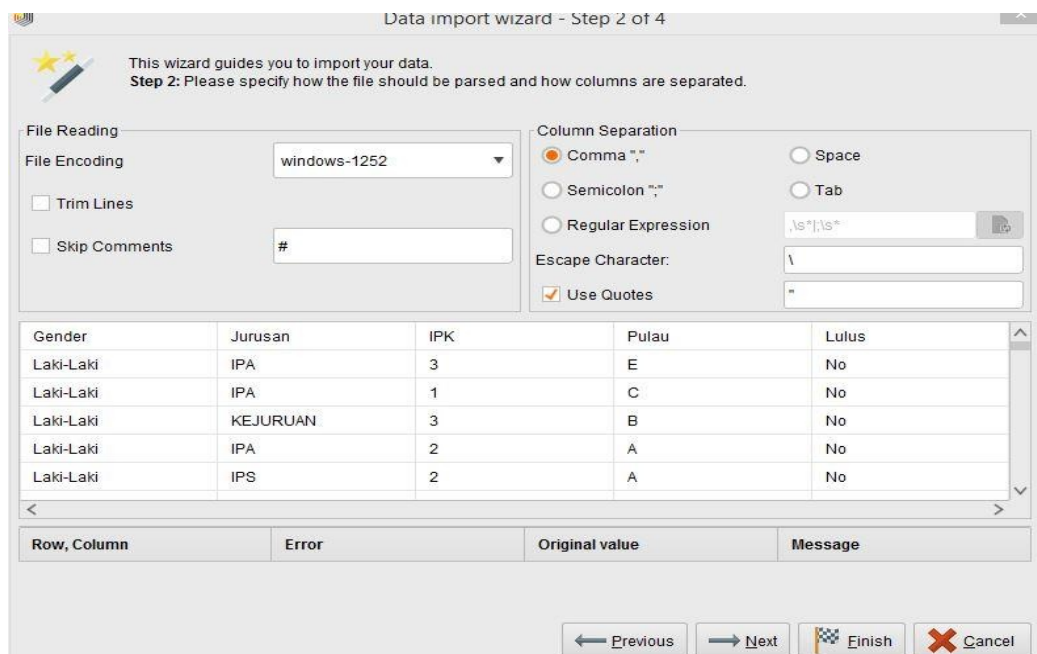 Data import wizard - Step 2 of 4
This wizard guides you to import your data.
Step 2: Please specify how the file should be parsed and how columns are separated.
File Reading
File Encoding windows-1252
Trim Lines
Skip Comments #
Column Separation
Comma "," Space
Semicolon ";" Tab
Regular Expression ,\s*|;\s*
Escape Character: \
Use Quotes "
Gender Jurusan IPK Pulau Lulus
Laki-Laki IPA 3 E No
Laki-Laki IPA 1 C No
Laki-Laki KEJURUAN 3 B No
Laki-Laki IPA 2 A No
Laki-Laki IPS 2 A No
Row, Column Error Original value Message
Previous Next Finish Cancel